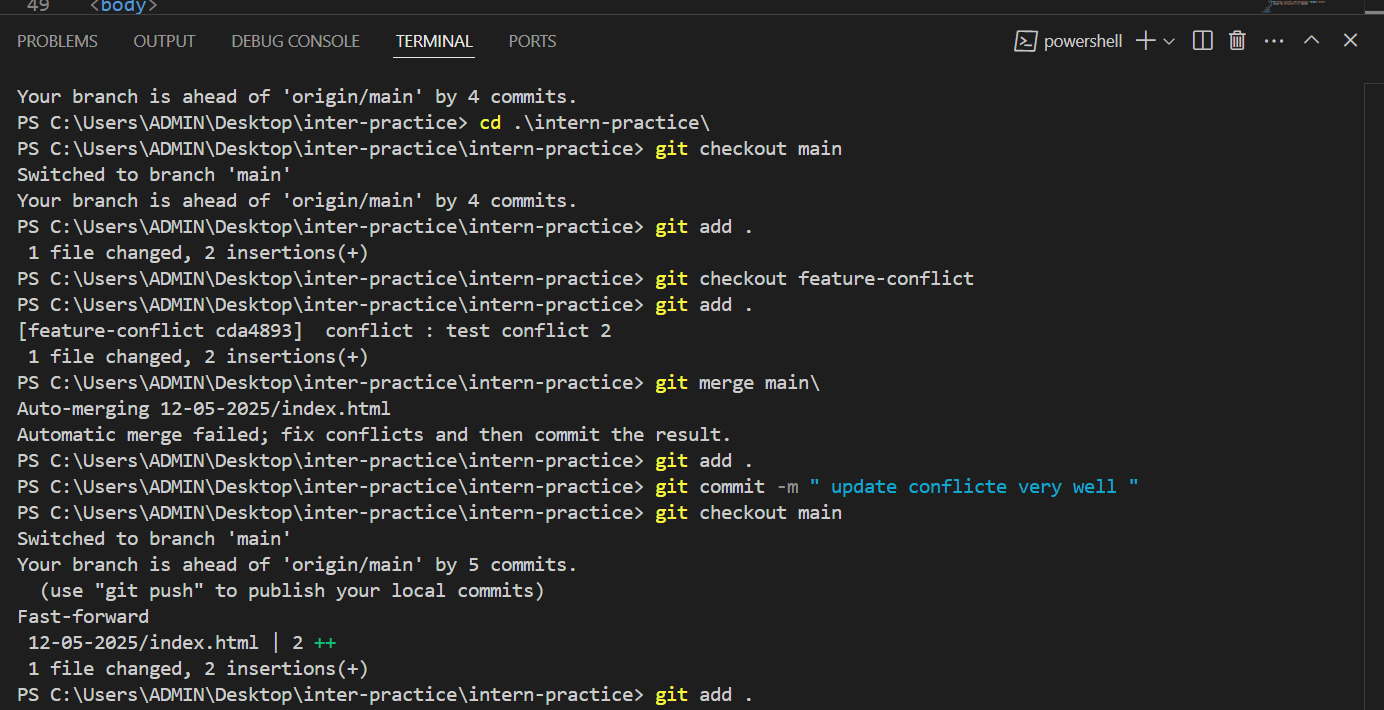 49 <body>
PROBLEMS OUTPUT DEBUG CONSOLE TERMINAL PORTS powershell
Your branch is ahead of 'origin/main' by 4 commits.
PS C:\Users\ADMIN\Desktop\inter-practice> cd .\intern-practice\
PS C:\Users\ADMIN\Desktop\inter-practice\intern-practice> git checkout main
Switched to branch 'main'
Your branch is ahead of 'origin/main' by 4 commits.
PS C:\Users\ADMIN\Desktop\inter-practice\intern-practice> git add .
 1 file changed, 2 insertions(+)
PS C:\Users\ADMIN\Desktop\inter-practice\intern-practice> git checkout feature-conflict
PS C:\Users\ADMIN\Desktop\inter-practice\intern-practice> git add .
[feature-conflict cda4893]  conflict : test conflict 2
 1 file changed, 2 insertions(+)
PS C:\Users\ADMIN\Desktop\inter-practice\intern-practice> git merge main\
Auto-merging 12-05-2025/index.html
Automatic merge failed; fix conflicts and then commit the result.
PS C:\Users\ADMIN\Desktop\inter-practice\intern-practice> git add .
PS C:\Users\ADMIN\Desktop\inter-practice\intern-practice> git commit -m " update conflicte very well "
PS C:\Users\ADMIN\Desktop\inter-practice\intern-practice> git checkout main
Switched to branch 'main'
Your branch is ahead of 'origin/main' by 5 commits.
  (use "git push" to publish your local commits)
Fast-forward
 12-05-2025/index.html | 2 ++
 1 file changed, 2 insertions(+)
PS C:\Users\ADMIN\Desktop\inter-practice\intern-practice> git add .